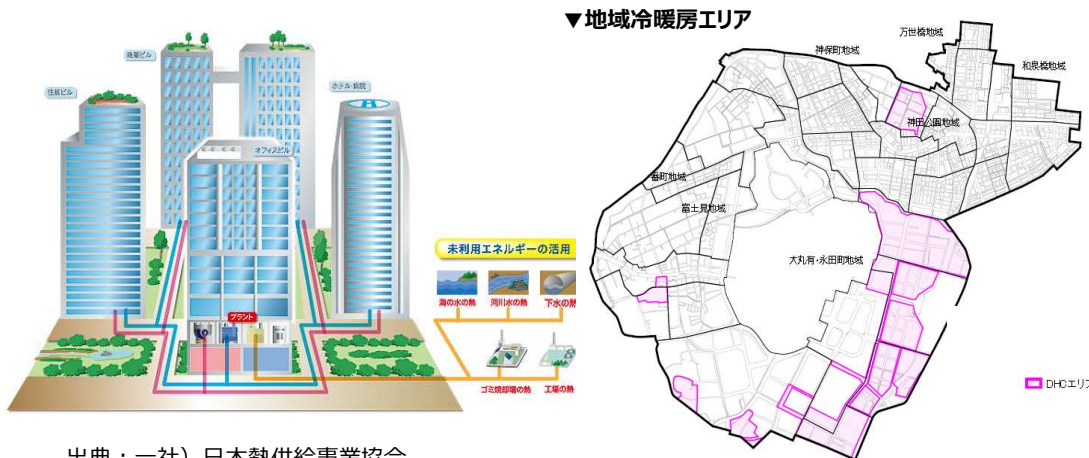 商業ビル
住居ビル
ホテル・病院
オフィスビル
プラント
未利用エネルギーの活用
海の水の熱
河川水の熱
下水の熱
ゴミ焼却場の熱
工場の熱
出典：一社）日本熱供給事業協会
▼地域冷暖房エリア
万世橋地域
神保町地域
和泉橋地域
神田公園地域
番町地域
富士見地域
大丸有・永田町地域
DHCエリア